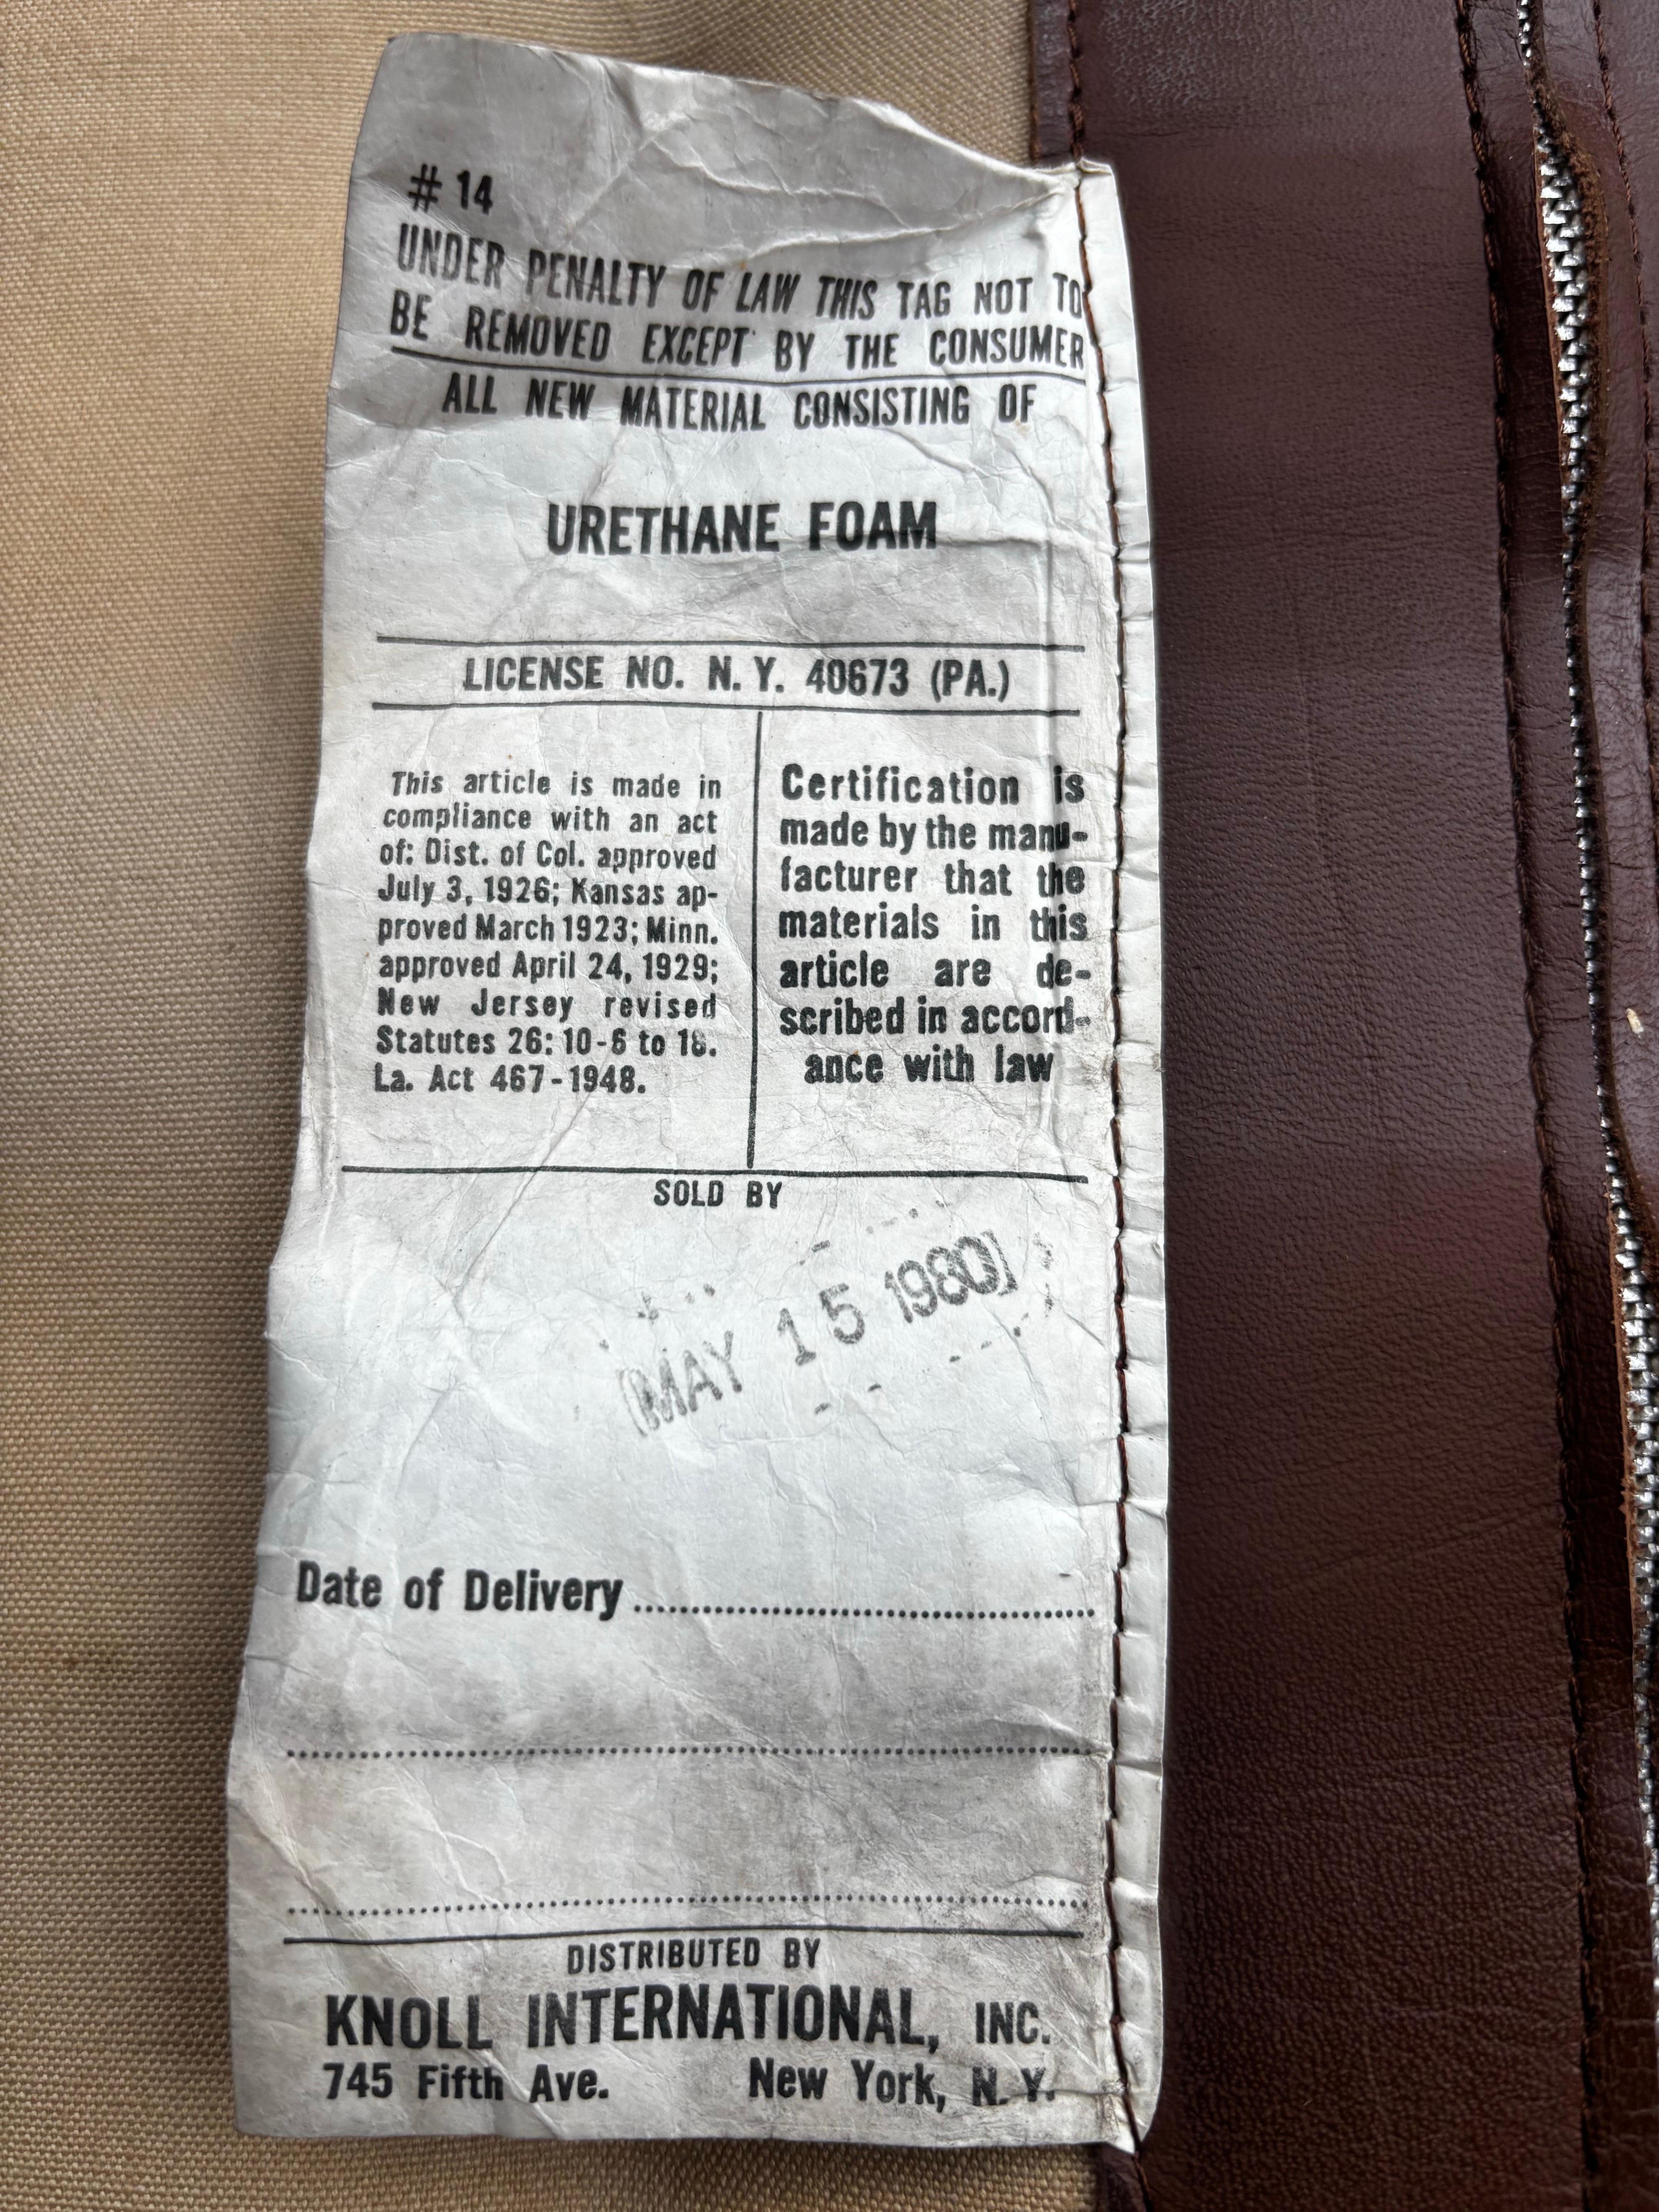 # 14
UNDER PENALTY OF LAW THIS TAG NOT TO
BE REMOVED EXCEPT BY THE CONSUMER
ALL NEW MATERIAL CONSISTING OF
URETHANE FOAM
LICENSE NO. N. Y. 40673 (PA.)
This article is made in
compliance with an act
of: Dist. of Col. approved
July 3, 1926; Kansas ap-
proved March 1923; Minn.
approved April 24, 1929;
New Jersey revised
Statutes 26: 10-6 to 18.
La. Act 467-1948.
Certification is
made by the manu-
facturer that the
materials in this
article are de-
scribed in accord-
ance with law
SOLD BY
MAY 15 1980
Date of Delivery
DISTRIBUTED BY
KNOLL INTERNATIONAL, INC.
745 Fifth Ave. New York, N. Y.